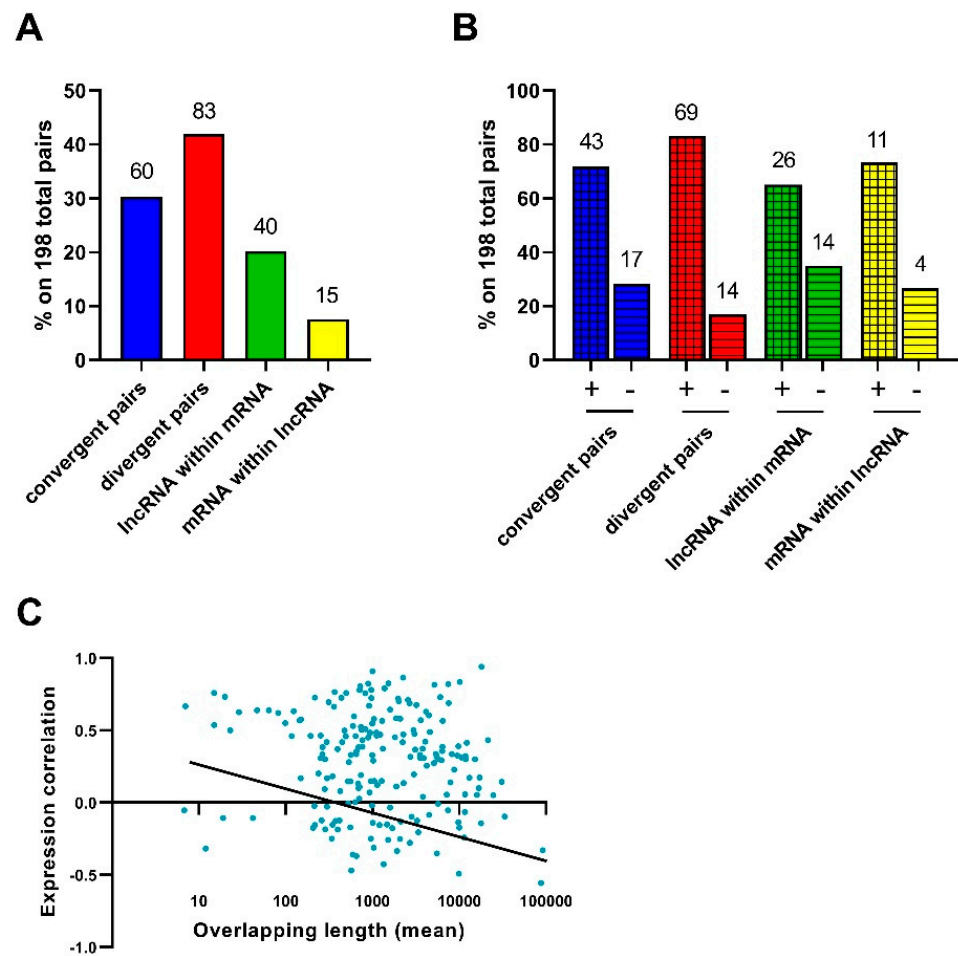 A
50
40
30
20
10
0
% on 198 total pairs
60
83
40
15
convergent pairs
divergent pairs
lncRNA within mRNA
mRNA within lncRNA
B
100
80
60
40
20
0
% on 198 total pairs
43
17
69
14
26
14
11
4
+ - + - + - + -
convergent pairs
divergent pairs
lncRNA within mRNA
mRNA within lncRNA
C
1.0
0.5
0.0
-0.5
-1.0
Expression correlation
10 100 1000 10000 100000
Overlapping length (mean)